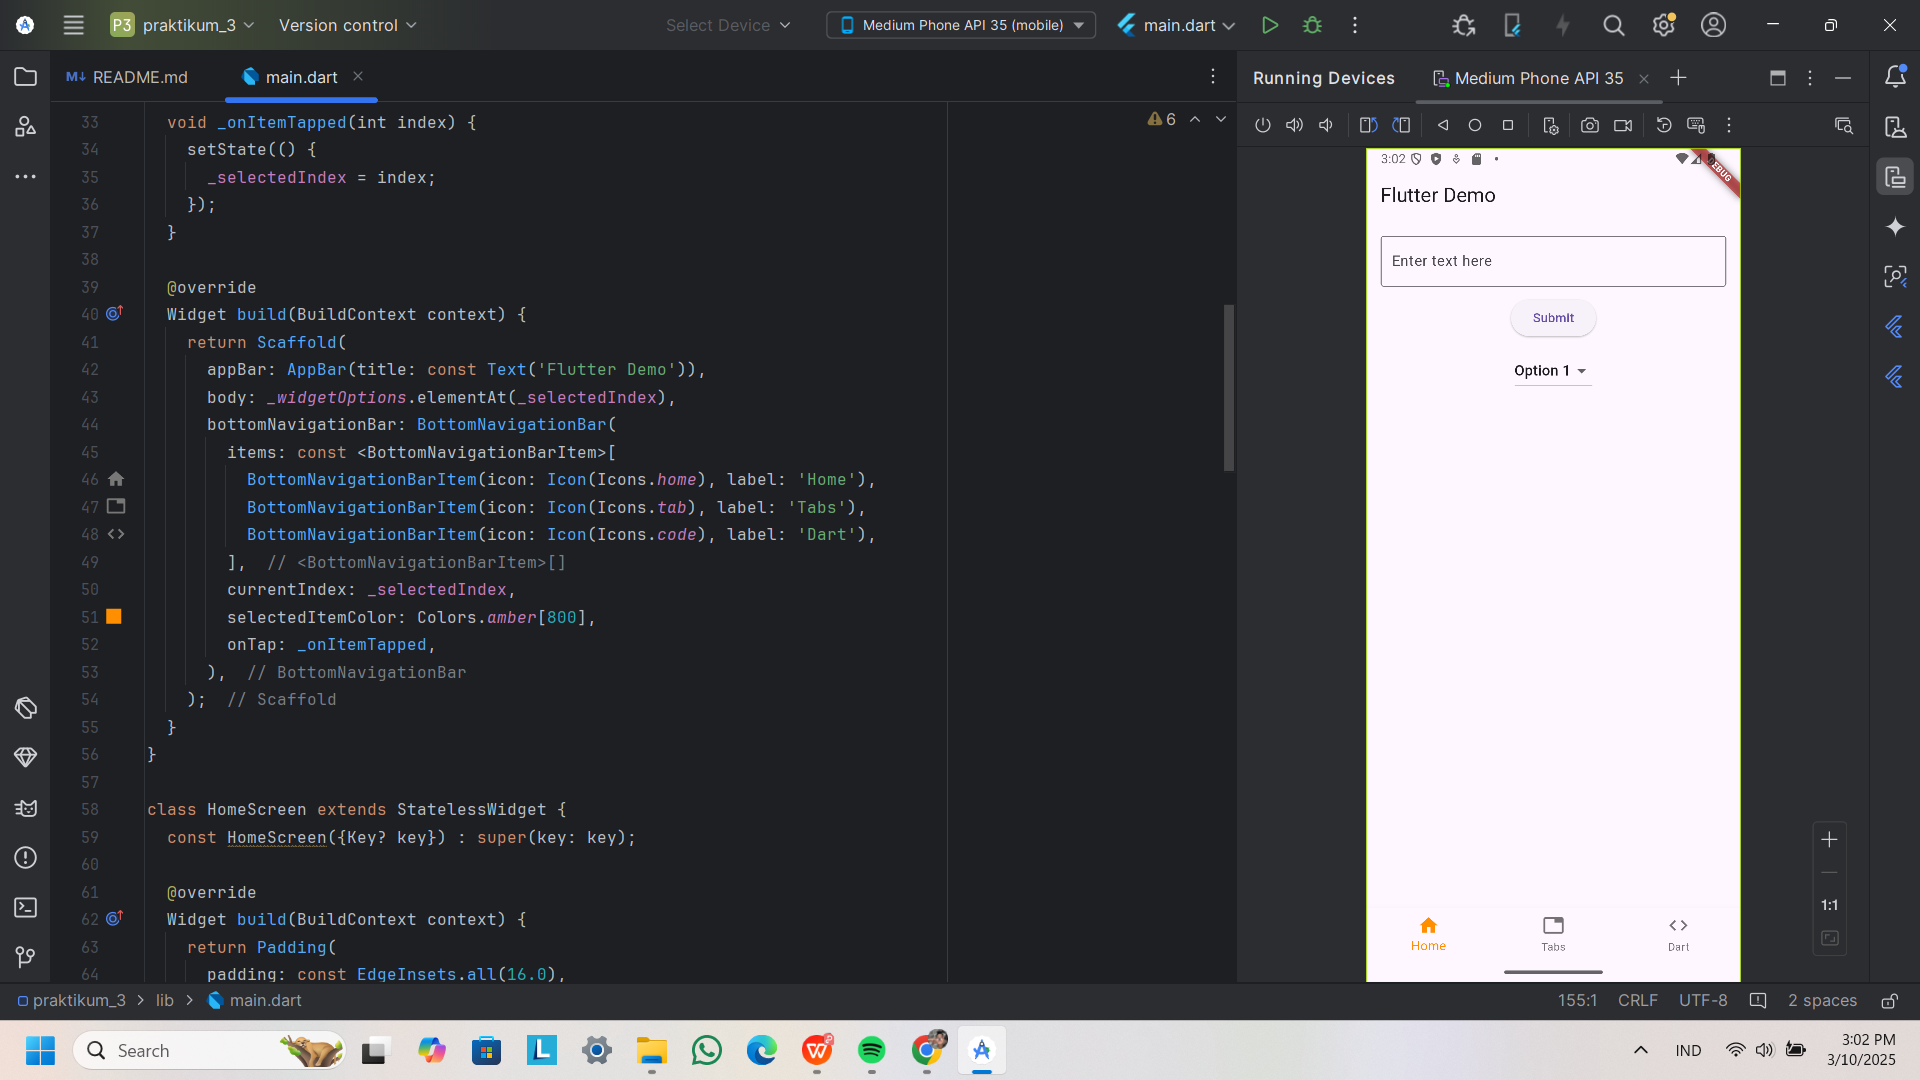 P3 praktikum_3 Version control Select Device Medium Phone API 35 (mobile) main.dart
M↓ README.md main.dart
6
33 void _onItemTapped(int index) {
34 setState(() {
35 _selectedIndex = index;
36 });
37 }
38
39 @override
40 Widget build(BuildContext context) {
41 return Scaffold(
42 appBar: AppBar(title: const Text('Flutter Demo')),
43 body: _widgetOptions.elementAt(_selectedIndex),
44 bottomNavigationBar: BottomNavigationBar(
45 items: const <BottomNavigationBarItem>[
46 BottomNavigationBarItem(icon: Icon(Icons.home), label: 'Home'),
47 BottomNavigationBarItem(icon: Icon(Icons.tab), label: 'Tabs'),
48 BottomNavigationBarItem(icon: Icon(Icons.code), label: 'Dart'),
49 ], // <BottomNavigationBarItem>[]
50 currentIndex: _selectedIndex,
51 selectedItemColor: Colors.amber[800],
52 onTap: _onItemTapped,
53 ), // BottomNavigationBar
54 ); // Scaffold
55 }
56 }
57
58 class HomeScreen extends StatelessWidget {
59 const HomeScreen({Key? key}) : super(key: key);
60
61 @override
62 Widget build(BuildContext context) {
63 return Padding(
64 padding: const EdgeInsets.all(16.0),
Running Devices Medium Phone API 35
3:02
Flutter Demo
Enter text here
Submit
Option 1
Home Tabs Dart
1:1
praktikum_3 > lib > main.dart 155:1 CRLF UTF-8 2 spaces
Search IND 3:02 PM
3/10/2025